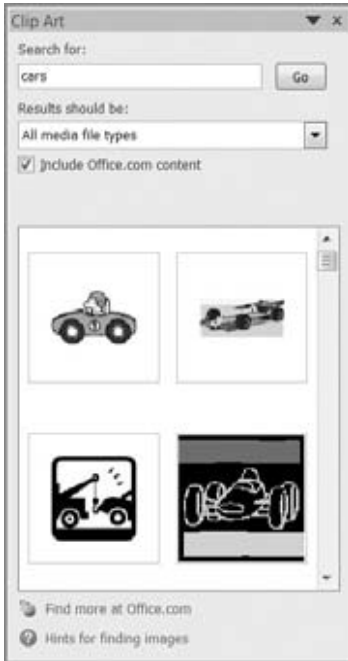 Clip Art
Search for:
cars
Go
Results should be:
All media file types
Include Office.com content
1
Find more at Office.com
Hints for finding images